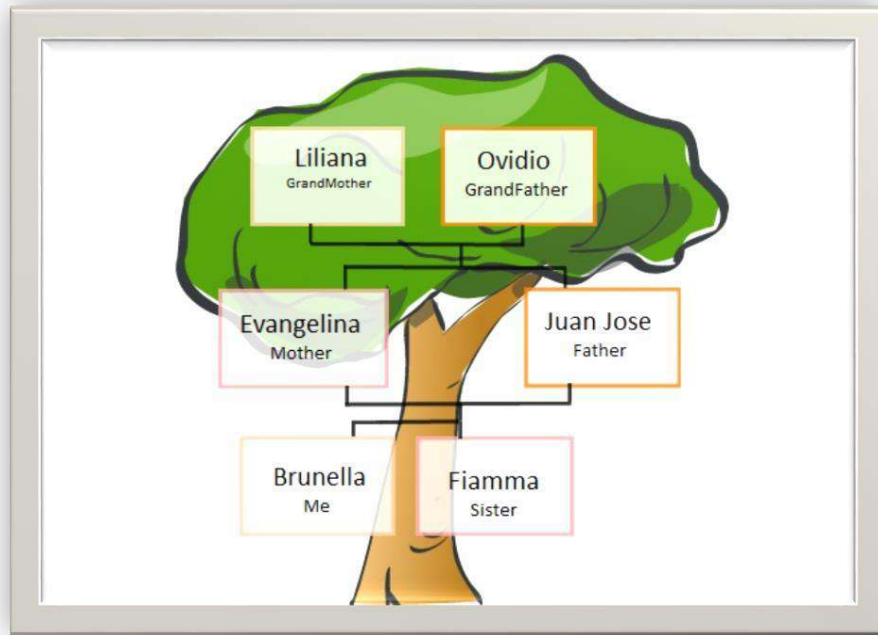 Liliana
GrandMother
Ovidio
GrandFather
Evangelina
Mother
Juan Jose
Father
Brunella
Me
Fiamma
Sister